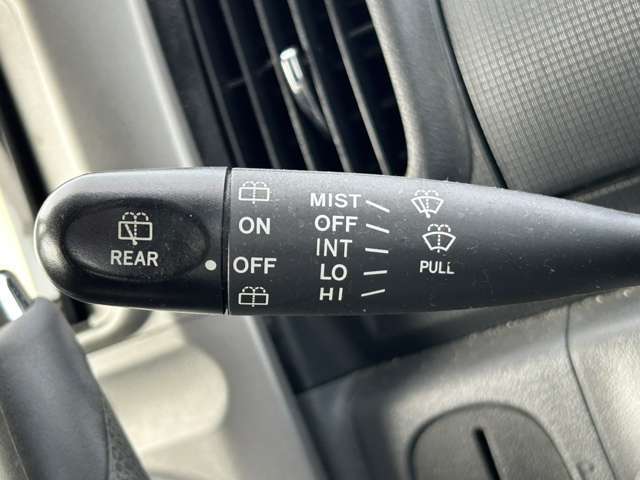 REAR
ON
OFF
MIST
OFF
INT
LO
HI
PULL